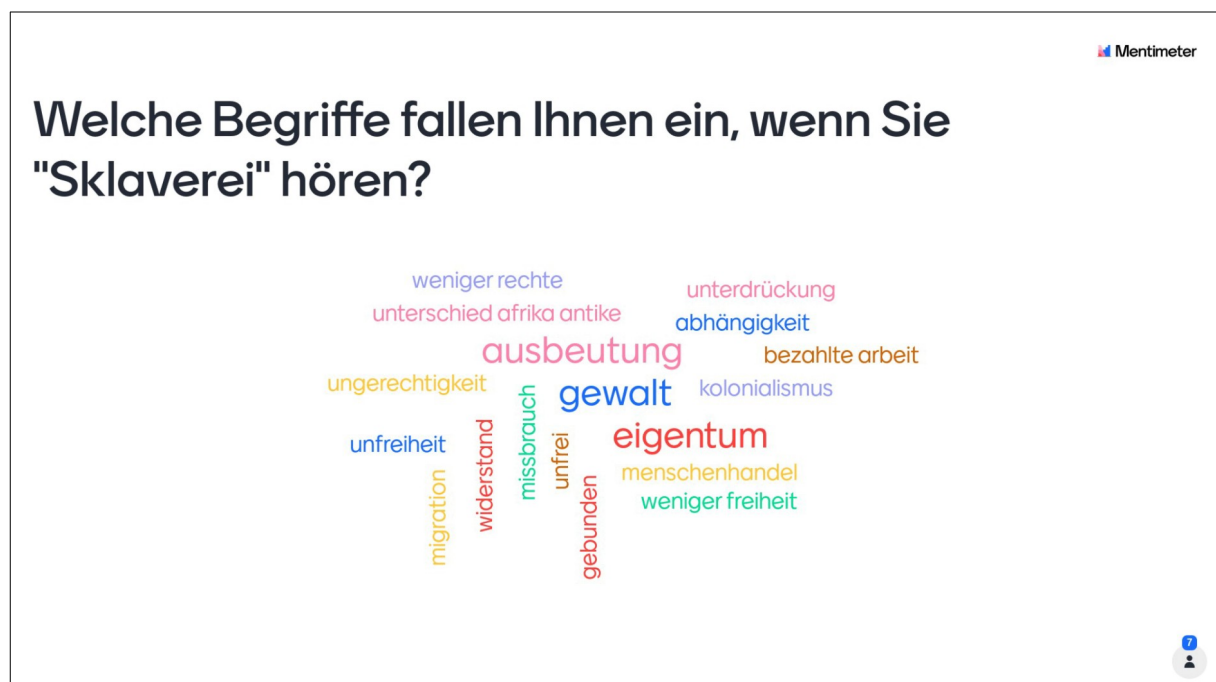 Mentimeter
Welche Begriffe fallen Ihnen ein, wenn Sie
"Sklaverei" hören?
weniger rechte
unterdrückung
unterschied afrika antike
abhängigkeit
ausbeutung
bezahlte arbeit
ungerechtigkeit
gewalt
kolonialismus
missbrauch
unfreiheit
widerstand
unfrei
eigentum
migration
gebunden
menschenhandel
weniger freiheit
7